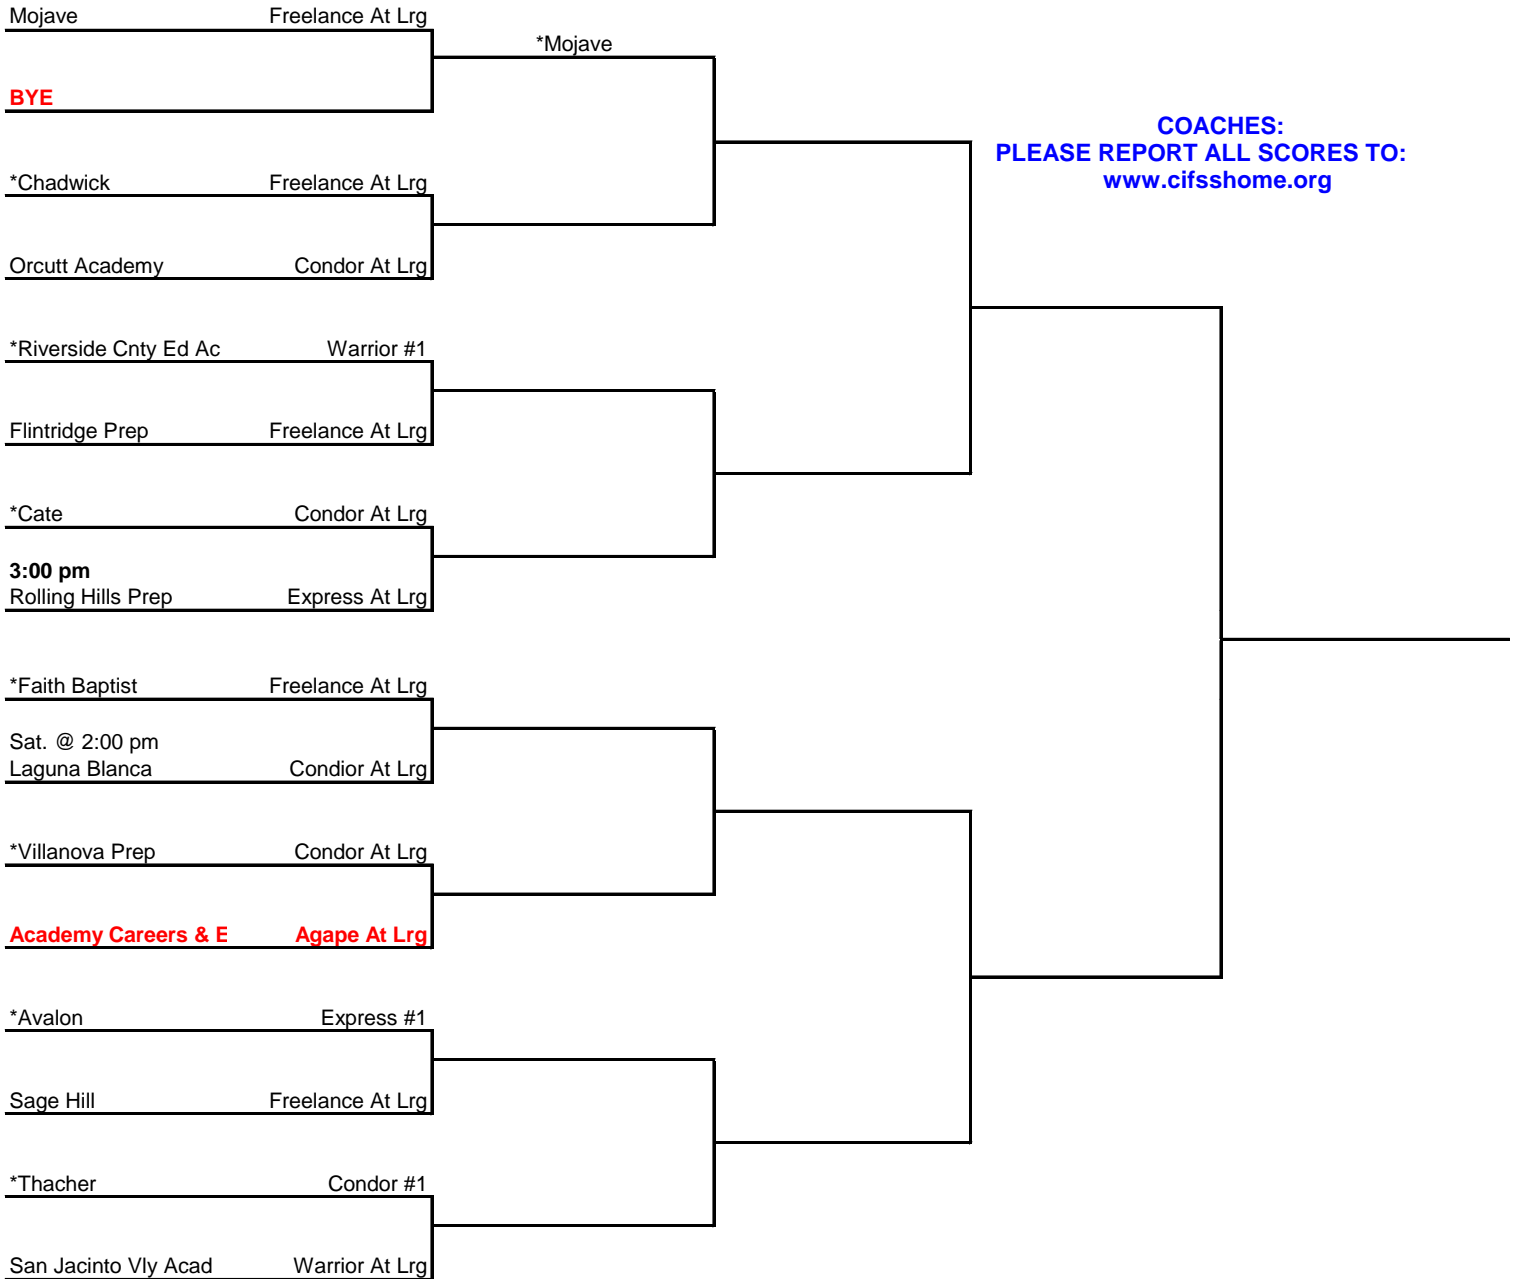 Mojave Freelance At Lrg
*Mojave
BYE
COACHES:
PLEASE REPORT ALL SCORES TO:
www.cifsshome.org
*Chadwick Freelance At Lrg
Orcutt Academy Condor At Lrg
*Riverside Cnty Ed Ac Warrior #1
Flintridge Prep Freelance At Lrg
*Cate Condor At Lrg
3:00 pm
Rolling Hills Prep Express At Lrg
*Faith Baptist Freelance At Lrg
Sat. @ 2:00 pm
Laguna Blanca Condior At Lrg
*Villanova Prep Condor At Lrg
Academy Careers & E Agape At Lrg
*Avalon Express #1
Sage Hill Freelance At Lrg
*Thacher Condor #1
San Jacinto Vly Acad Warrior At Lrg